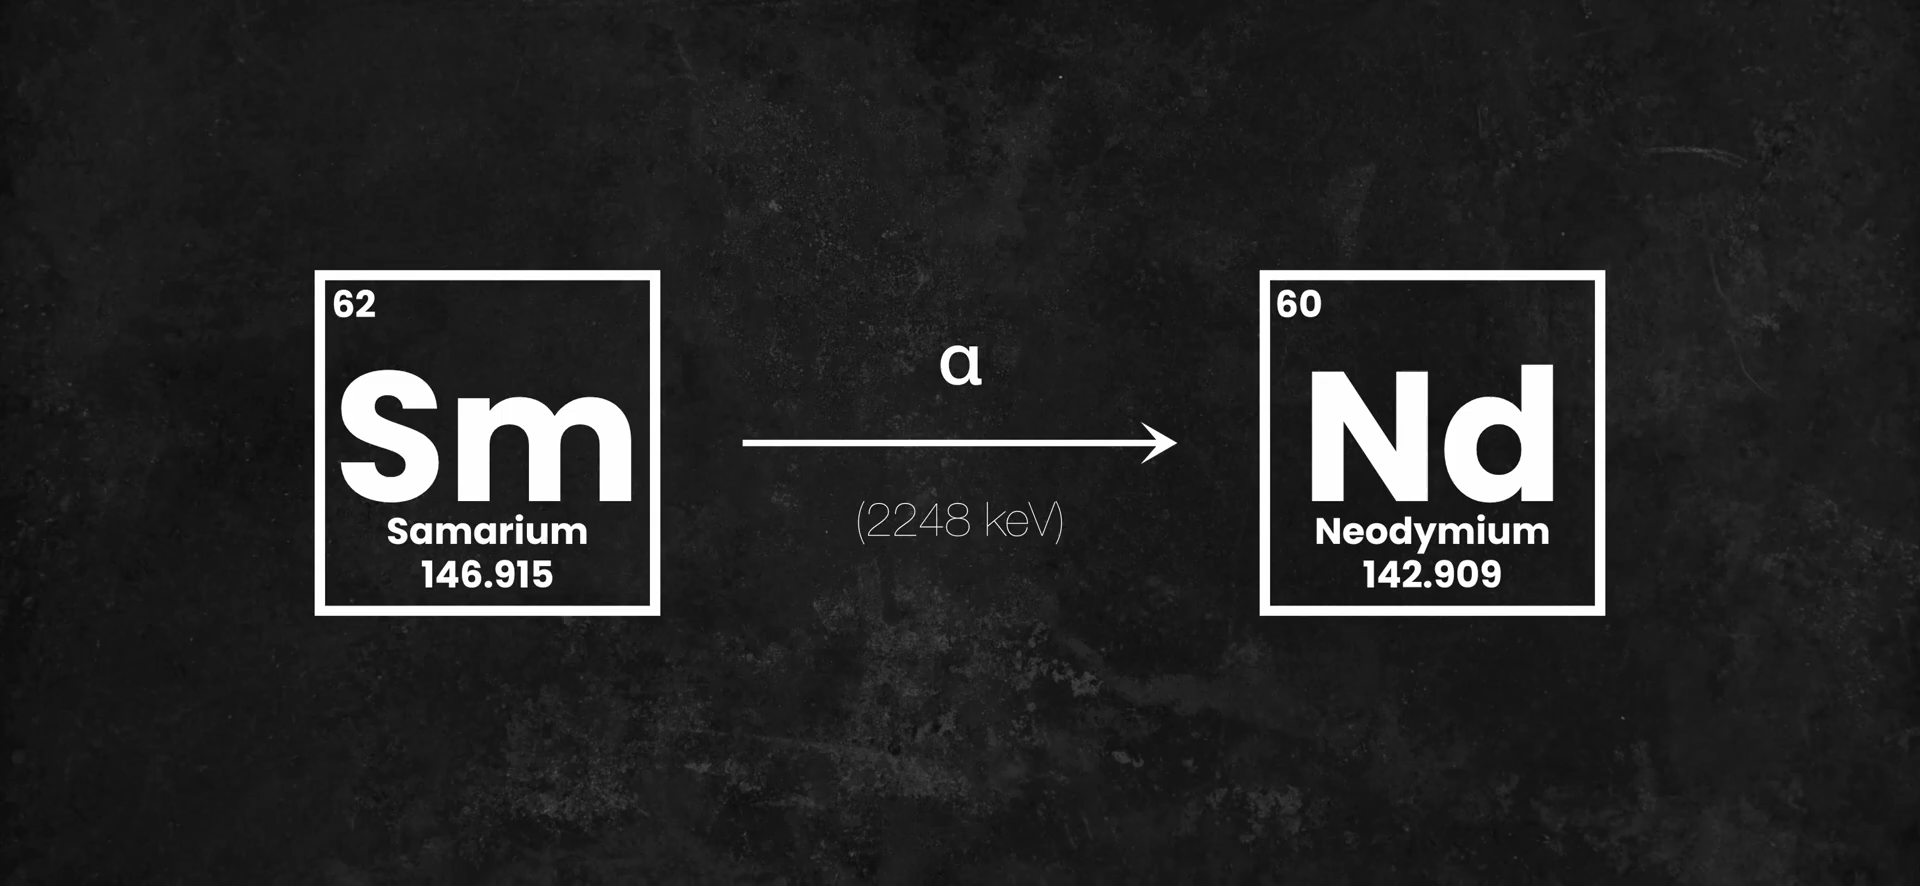 62
Sm
Samarium
146.915
α
(2248 keV)
60
Nd
Neodymium
142.909